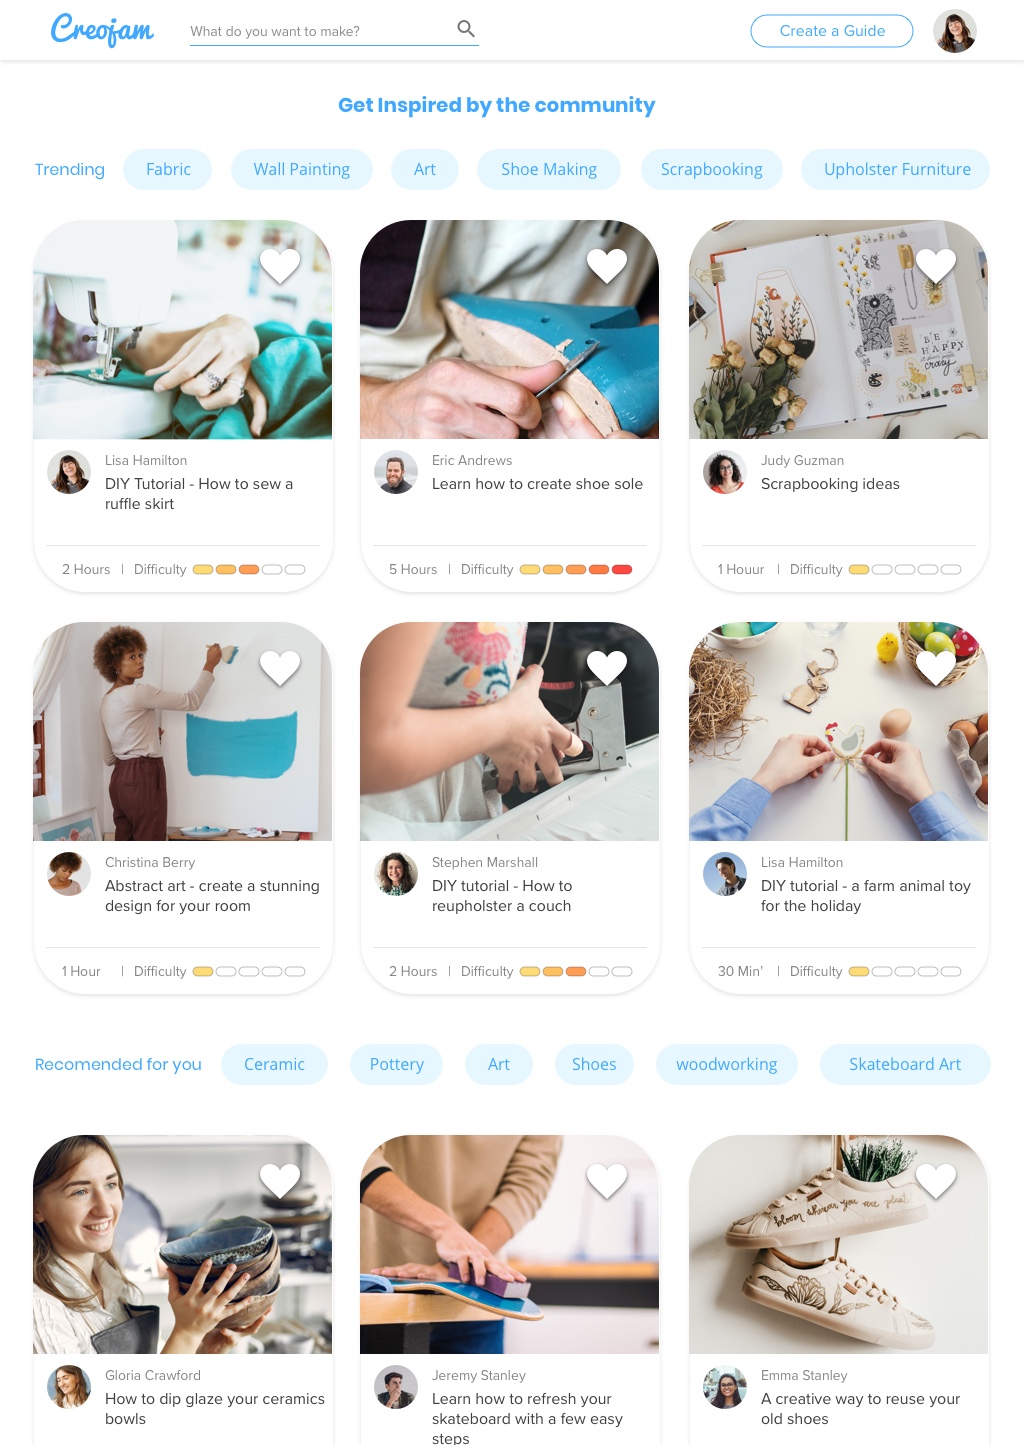 Creojam
What do you want to make?
Create a Guide
Get Inspired by the community
Trending
Fabric
Wall Painting
Art
Shoe Making
Scrapbooking
Upholster Furniture
BE
HAPPY
crazy
Lisa Hamilton
DIY Tutorial - How to sew a
ruffle skirt
2 Hours | Difficulty
Eric Andrews
Learn how to create shoe sole
5 Hours | Difficulty
Judy Guzman
Scrapbooking ideas
1 Houur | Difficulty
Christina Berry
Abstract art - create a stunning
design for your room
1 Hour | Difficulty
Stephen Marshall
DIY tutorial - How to
reupholster a couch
2 Hours | Difficulty
Lisa Hamilton
DIY tutorial - a farm animal toy
for the holiday
30 Min' | Difficulty
Recomended for you
Ceramic
Pottery
Art
Shoes
woodworking
Skateboard Art
bloom wherever you are planted
Gloria Crawford
How to dip glaze your ceramics
bowls
Jeremy Stanley
Learn how to refresh your
skateboard with a few easy
steps
Emma Stanley
A creative way to reuse your
old shoes